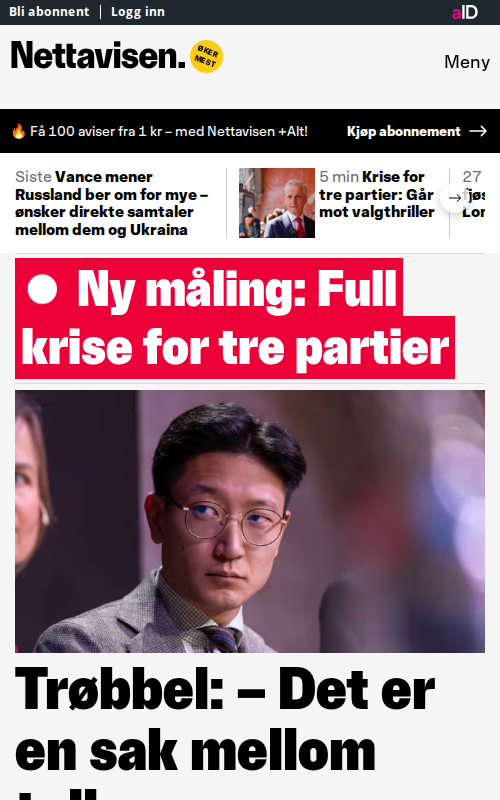 Bli abonnent
Logg inn
aID
Nettavisen.
ØKER
MEST
Meny
🔥 Få 100 aviser fra 1 kr – med Nettavisen +Alt!
Kjøp abonnement →
Siste Vance mener
Russland ber om for mye –
ønsker direkte samtaler
mellom dem og Ukraina
5 min Krise for
tre partier: Går
mot valgthriller
27
Ny måling: Full
krise for tre partier
Trøbbel: – Det er
en sak mellom